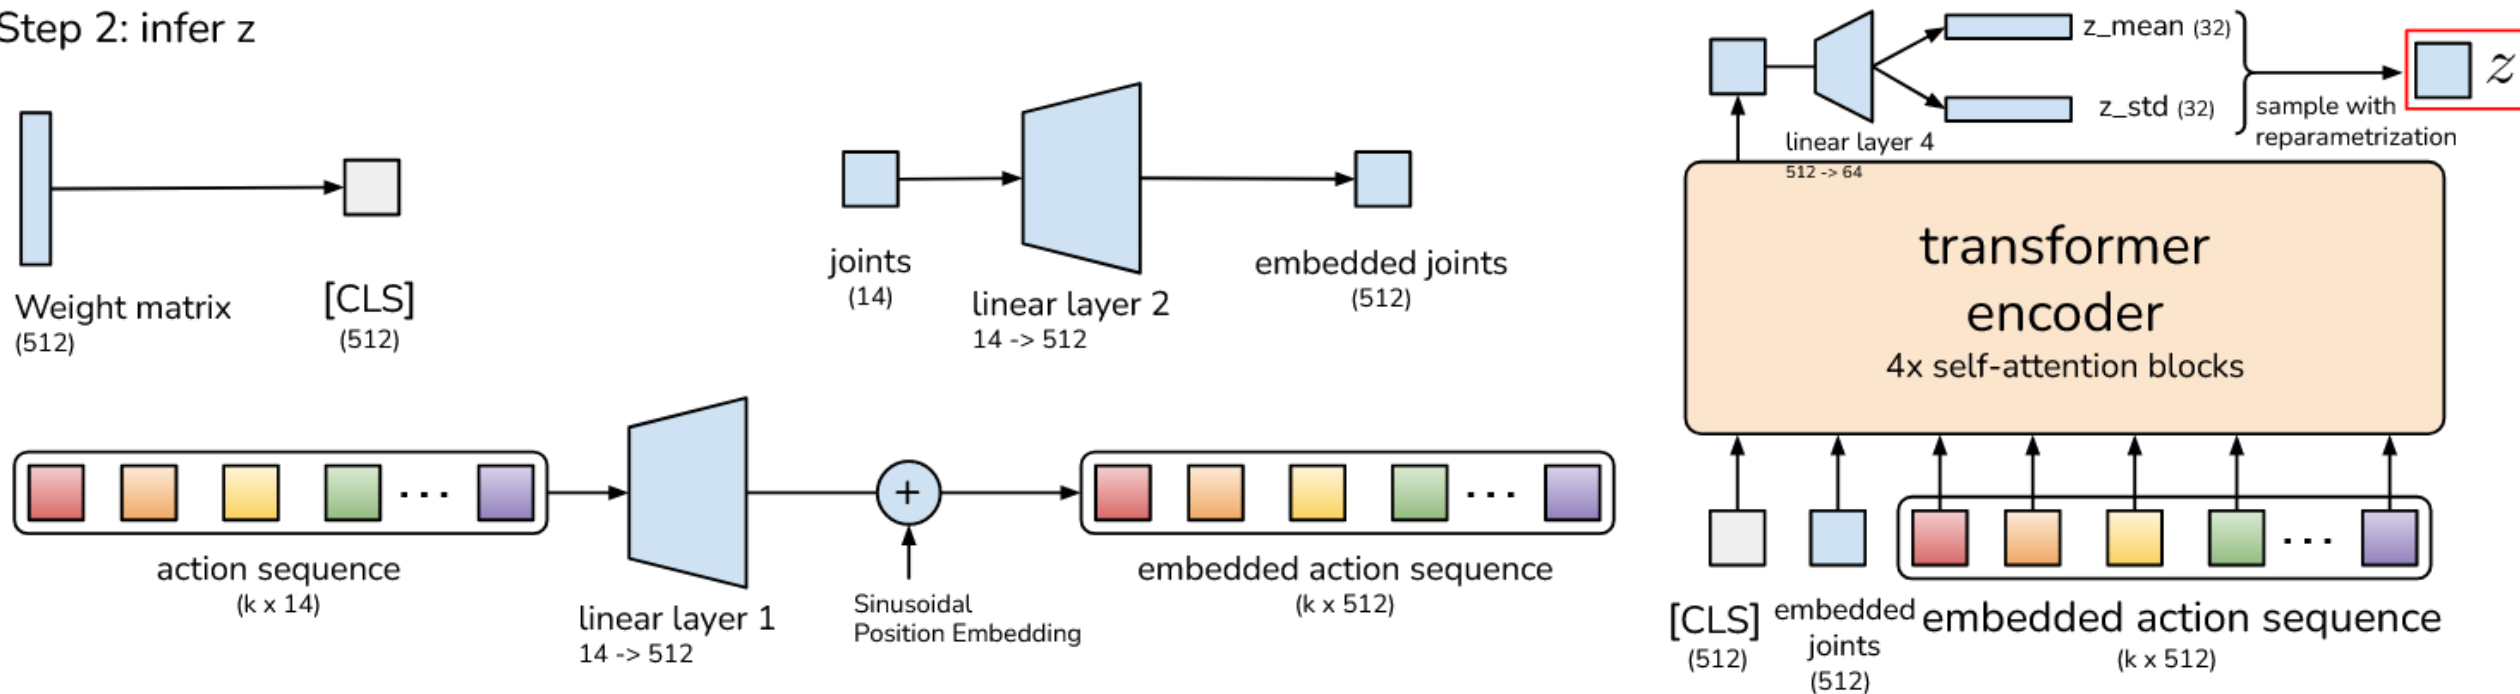 Step 2: infer z
Weight matrix
(512)
[CLS]
(512)
joints
(14)
linear layer 2
14 -> 512
embedded joints
(512)
action sequence
(k x 14)
linear layer 1
14 -> 512
+
Sinusoidal
Position Embedding
embedded action sequence
(k x 512)
linear layer 4
512 -> 64
z_mean (32)
z_std (32)
sample with
reparametrization
z
transformer
encoder
4x self-attention blocks
[CLS]
(512)
embedded
joints
(512)
embedded action sequence
(k x 512)